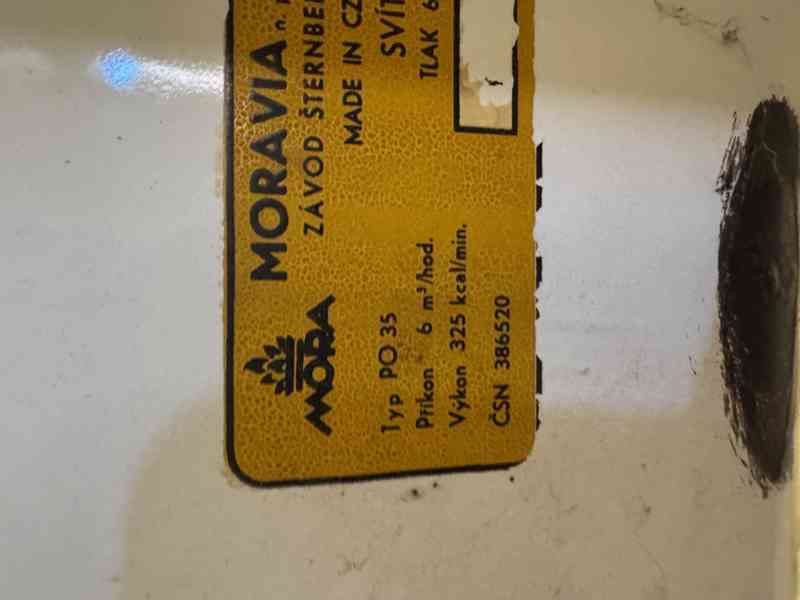 MORA
MORAVIA n.
ZÁVOD ŠTERNBE
MADE IN CZ
SVÍT
TLAK 6
Typ PO 35
Příkon 6 m³/hod.
Výkon 325 kcal/min.
ČSN 386520